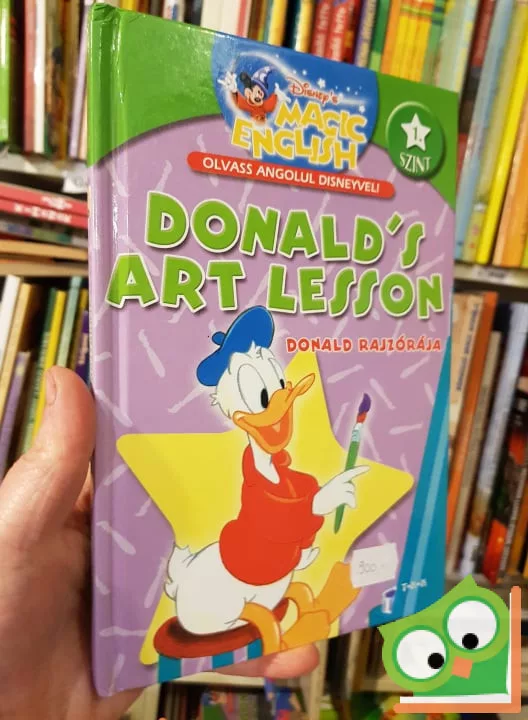 Disney's
MAGIC
ENGLISH
OLVASS ANGOLUL DISNEYVEL!
1.
SZINT
DONALD'S
ART LESSON
DONALD RAJZÓRÁJA